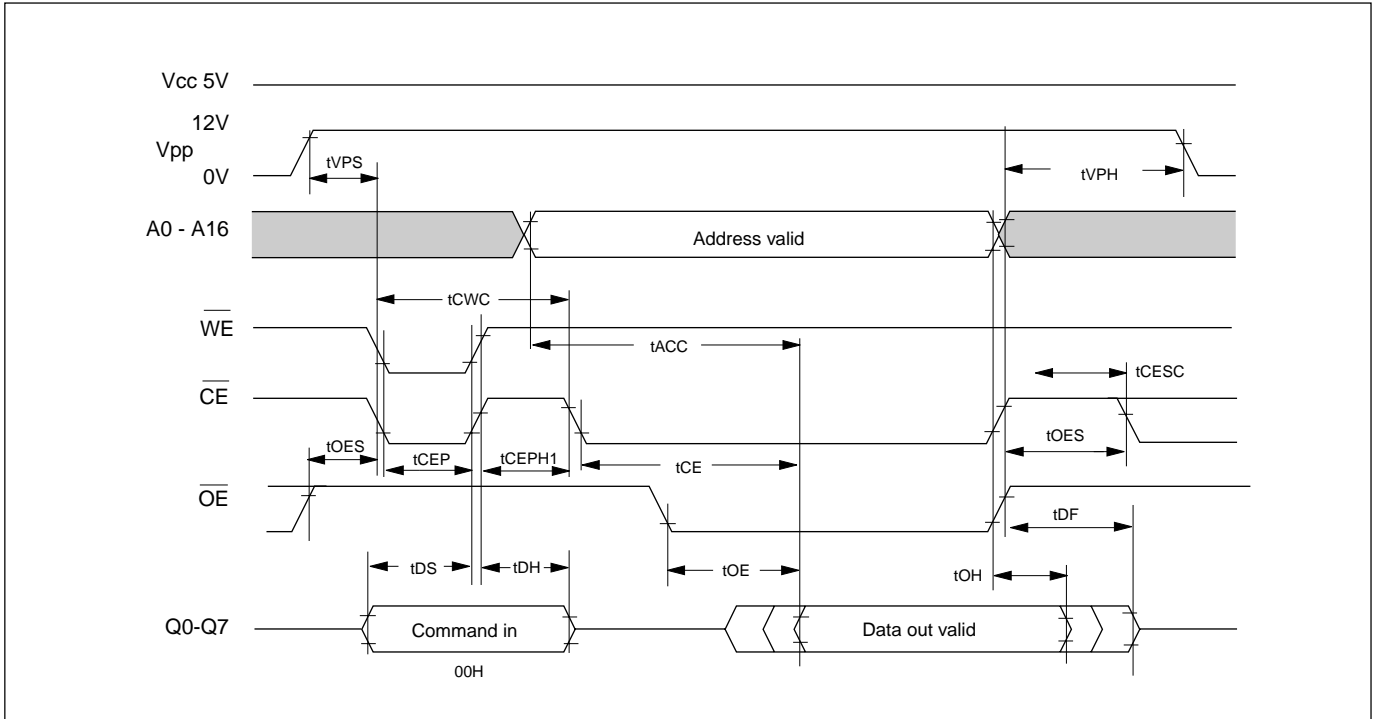 Vcc 5V
12V
Vpp
0V
tVPS
tVPH
A0 - A16
Address valid
tCWC
WE
tACC
tCESC
CE
tOES
tCEP
tCEPH1
tCE
tOES
OE
tDF
tDS
tDH
tOE
tOH
Q0-Q7
Command in
Data out valid
00H